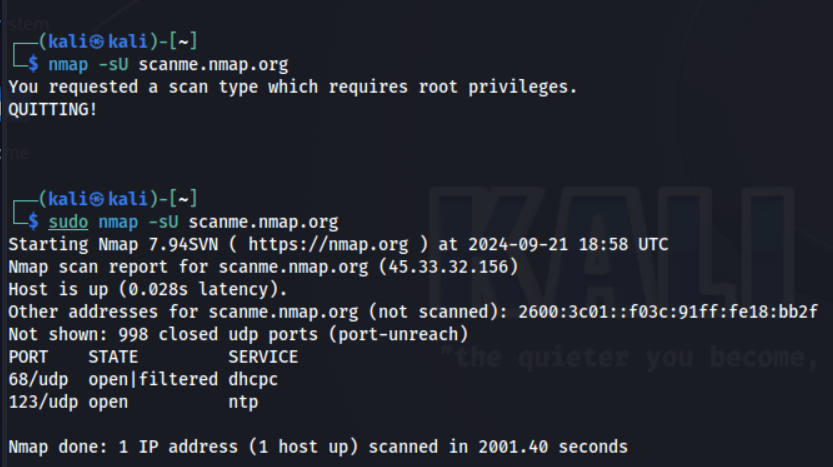 system
┌──(kali㉿kali)-[~]
└─$ nmap -sU scanme.nmap.org
You requested a scan type which requires root privileges.
QUITTING!
me
┌──(kali㉿kali)-[~]
└─$ sudo nmap -sU scanme.nmap.org
Starting Nmap 7.94SVN ( https://nmap.org ) at 2024-09-21 18:58 UTC
Nmap scan report for scanme.nmap.org (45.33.32.156)
Host is up (0.028s latency).
Other addresses for scanme.nmap.org (not scanned): 2600:3c01::f03c:91ff:fe18:bb2f
Not shown: 998 closed udp ports (port-unreach)
PORT    STATE         SERVICE
68/udp  open|filtered dhcpc
123/udp open          ntp
Nmap done: 1 IP address (1 host up) scanned in 2001.40 seconds
KALI
"the quieter you become,